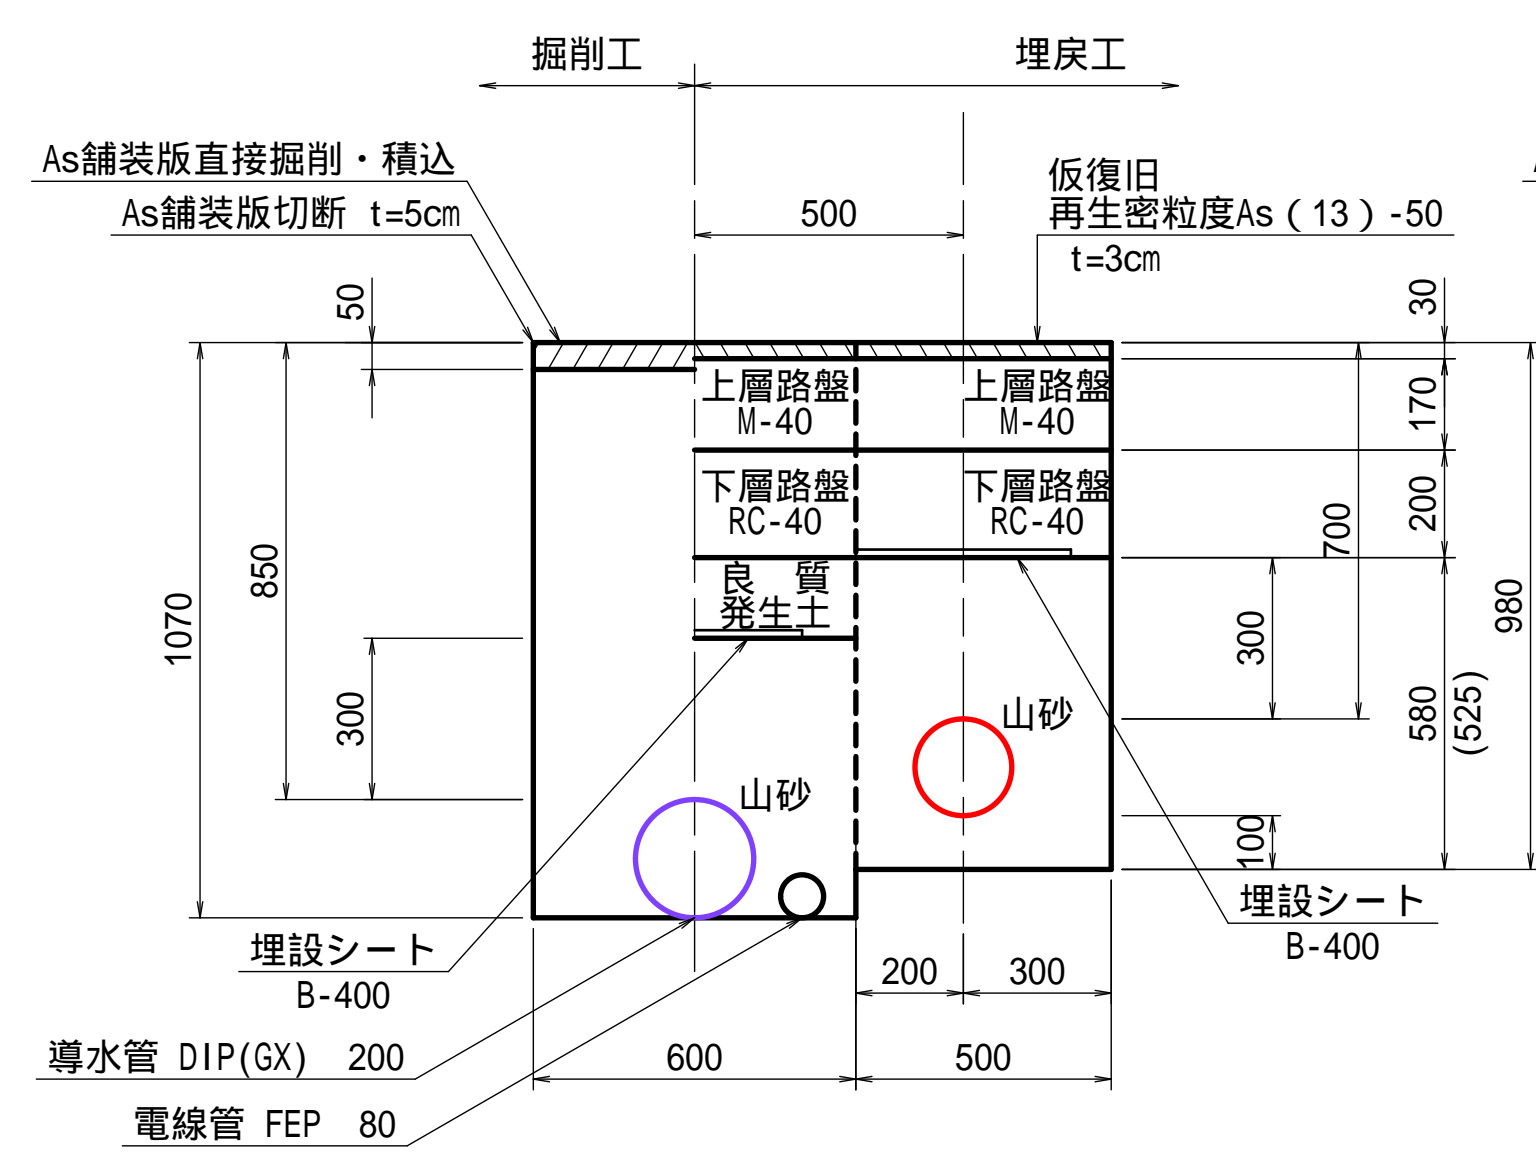 掘削工
埋戻工
As舗装版直接掘削・積込
As舗装版切断 t=5cm
500
仮復旧
再生密粒度As(13)-50
t=3cm
50
30
上層路盤
M-40
上層路盤
M-40
170
下層路盤
RC-40
下層路盤
RC-40
200
700
850
1070
良 質
発生土
980
300
300
580
(525)
山砂
山砂
100
埋設シート
B-400
埋設シート
B-400
200
300
導水管 DIP(GX) 200
600
500
電線管 FEP 80